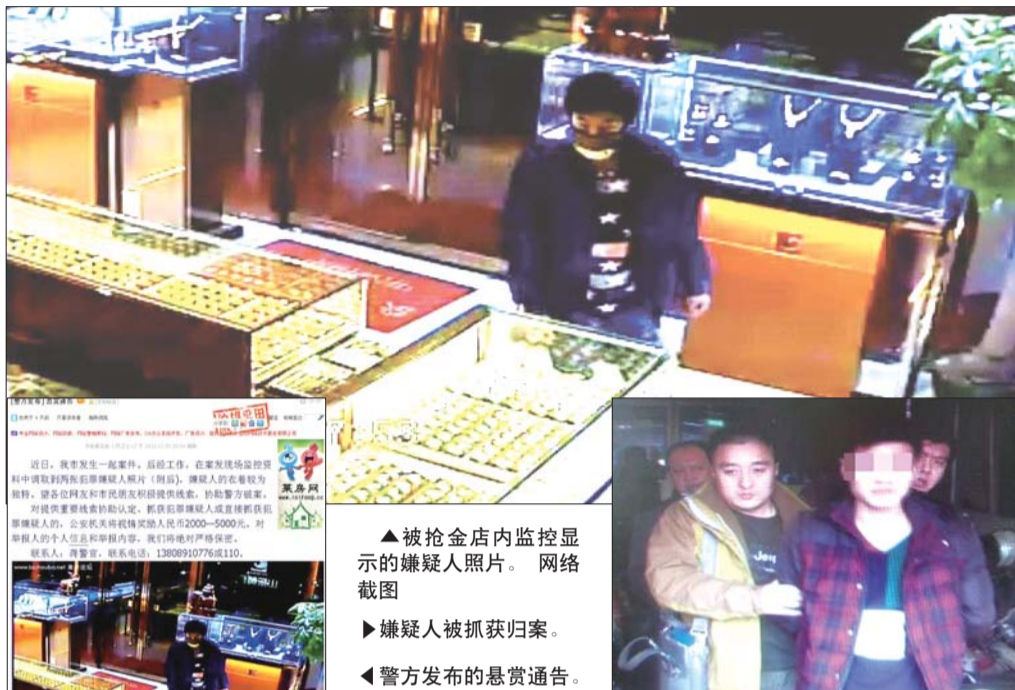 近日，我市发生一起案件，后经工作，在案发现场监控资
料中调取到两张犯罪嫌疑人照片（附后），嫌疑人的衣着较为
独特，望各位网友和市民朋友积极提供线索，协助警方破案。
对提供重要线索协助认定、抓获犯罪嫌疑人或直接抓获犯
罪嫌疑人的，公安机关将视情奖励人民币2000—5000元。对
举报人的个人信息和举报内容，我们将绝对严格保密。
联系人：蒋警官，联系电话：13808910776或110。
莱房网
▲被抢金店内监控显
示的嫌疑人照片。 网络
截图
▶嫌疑人被抓获归案。
◀警方发布的悬赏通告。